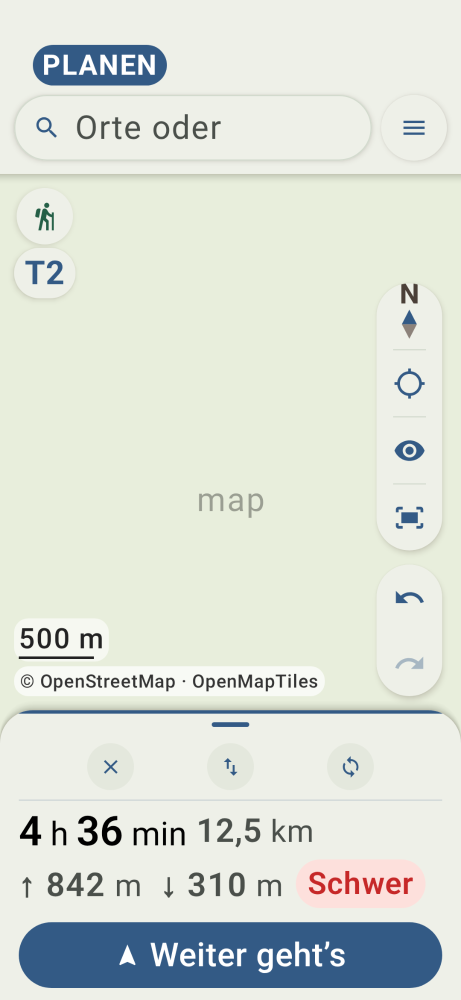 PLANEN
Orte oder
T2
N
map
500 m
© OpenStreetMap · OpenMapTiles
4 h 36 min 12,5 km
↑ 842 m ↓ 310 m Schwer
Weiter geht’s